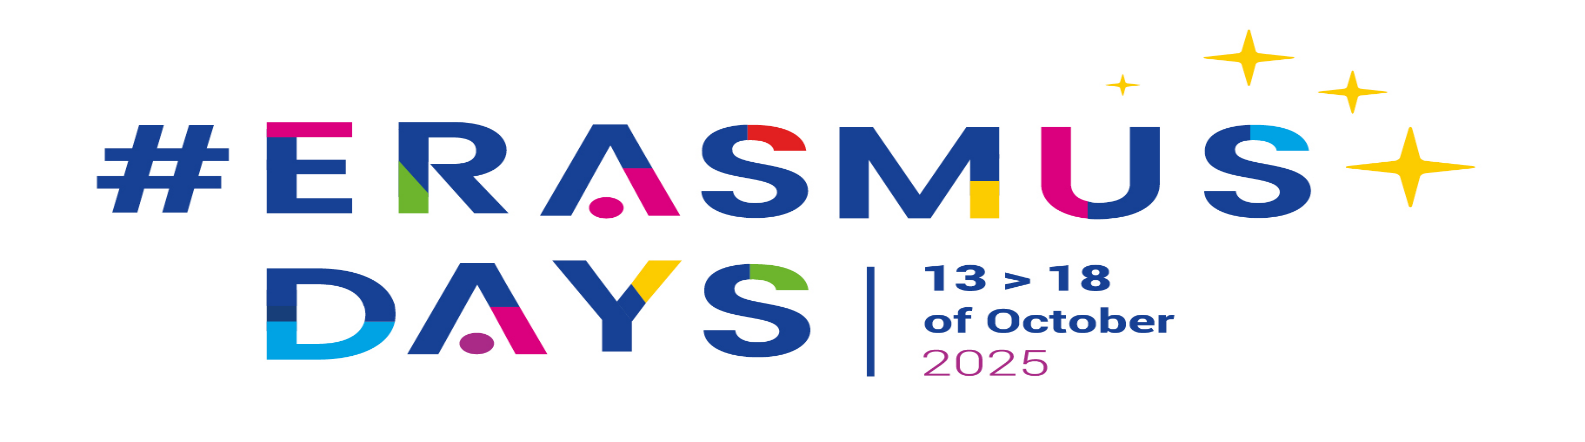 #ERASMUS
DAYS
13 > 18
of October
2025